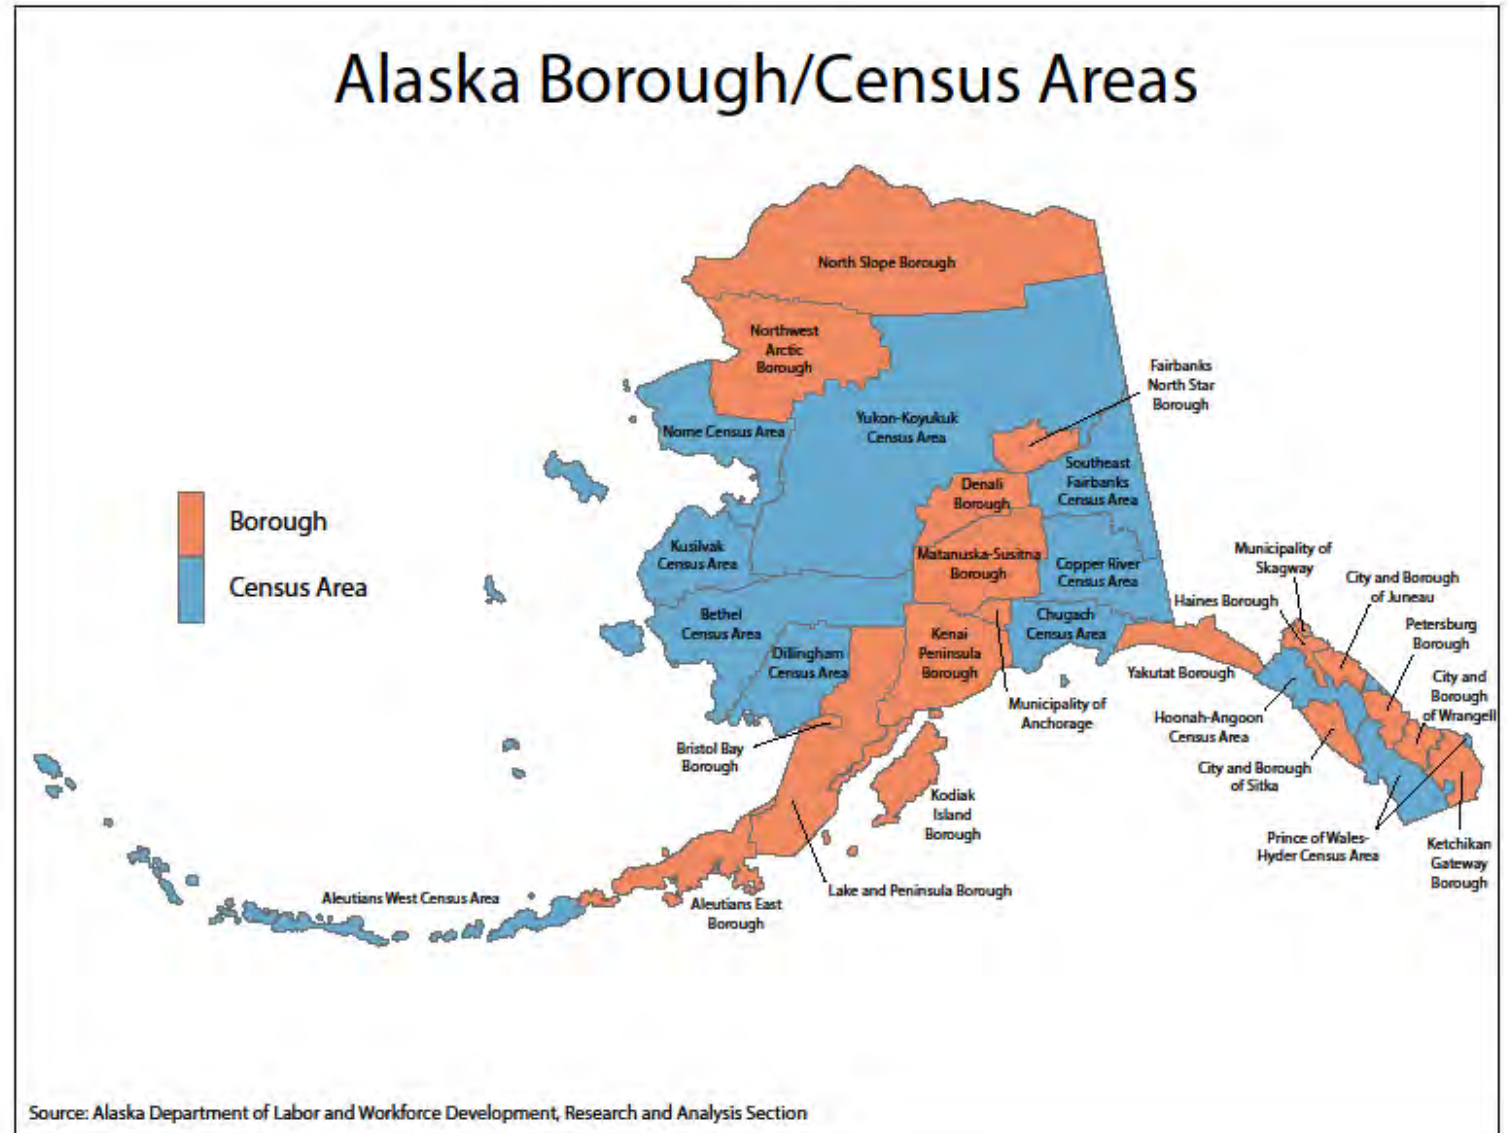 Alaska Borough/Census Areas
North Slope Borough
Northwest
Arctic
Borough
Fairbanks
North Star
Borough
Yukon-Koyukuk
Census Area
Nome Census Area
Southeast
Fairbanks
Census Area
Denali
Borough
Borough
Census Area
Kusilvak
Census Area
Matanuska-Susitna
Borough
Copper River
Census Area
Municipality of
Skagway
City and Borough
of Juneau
Haines Borough
Bethel
Census Area
Dillingham
Census Area
Kenai
Peninsula
Borough
Chugach
Census Area
Petersburg
Borough
Yakutat Borough
City and
Borough
of Wrangell
Municipality of
Anchorage
Hoonah-Angoon
Census Area
Bristol Bay
Borough
City and Borough
of Sitka
Kodiak
Island
Borough
Prince of Wales-
Hyder Census Area
Ketchikan
Gateway
Borough
Lake and Peninsula Borough
Aleutians West Census Area
Aleutians East
Borough
Source: Alaska Department of Labor and Workforce Development, Research and Analysis Section